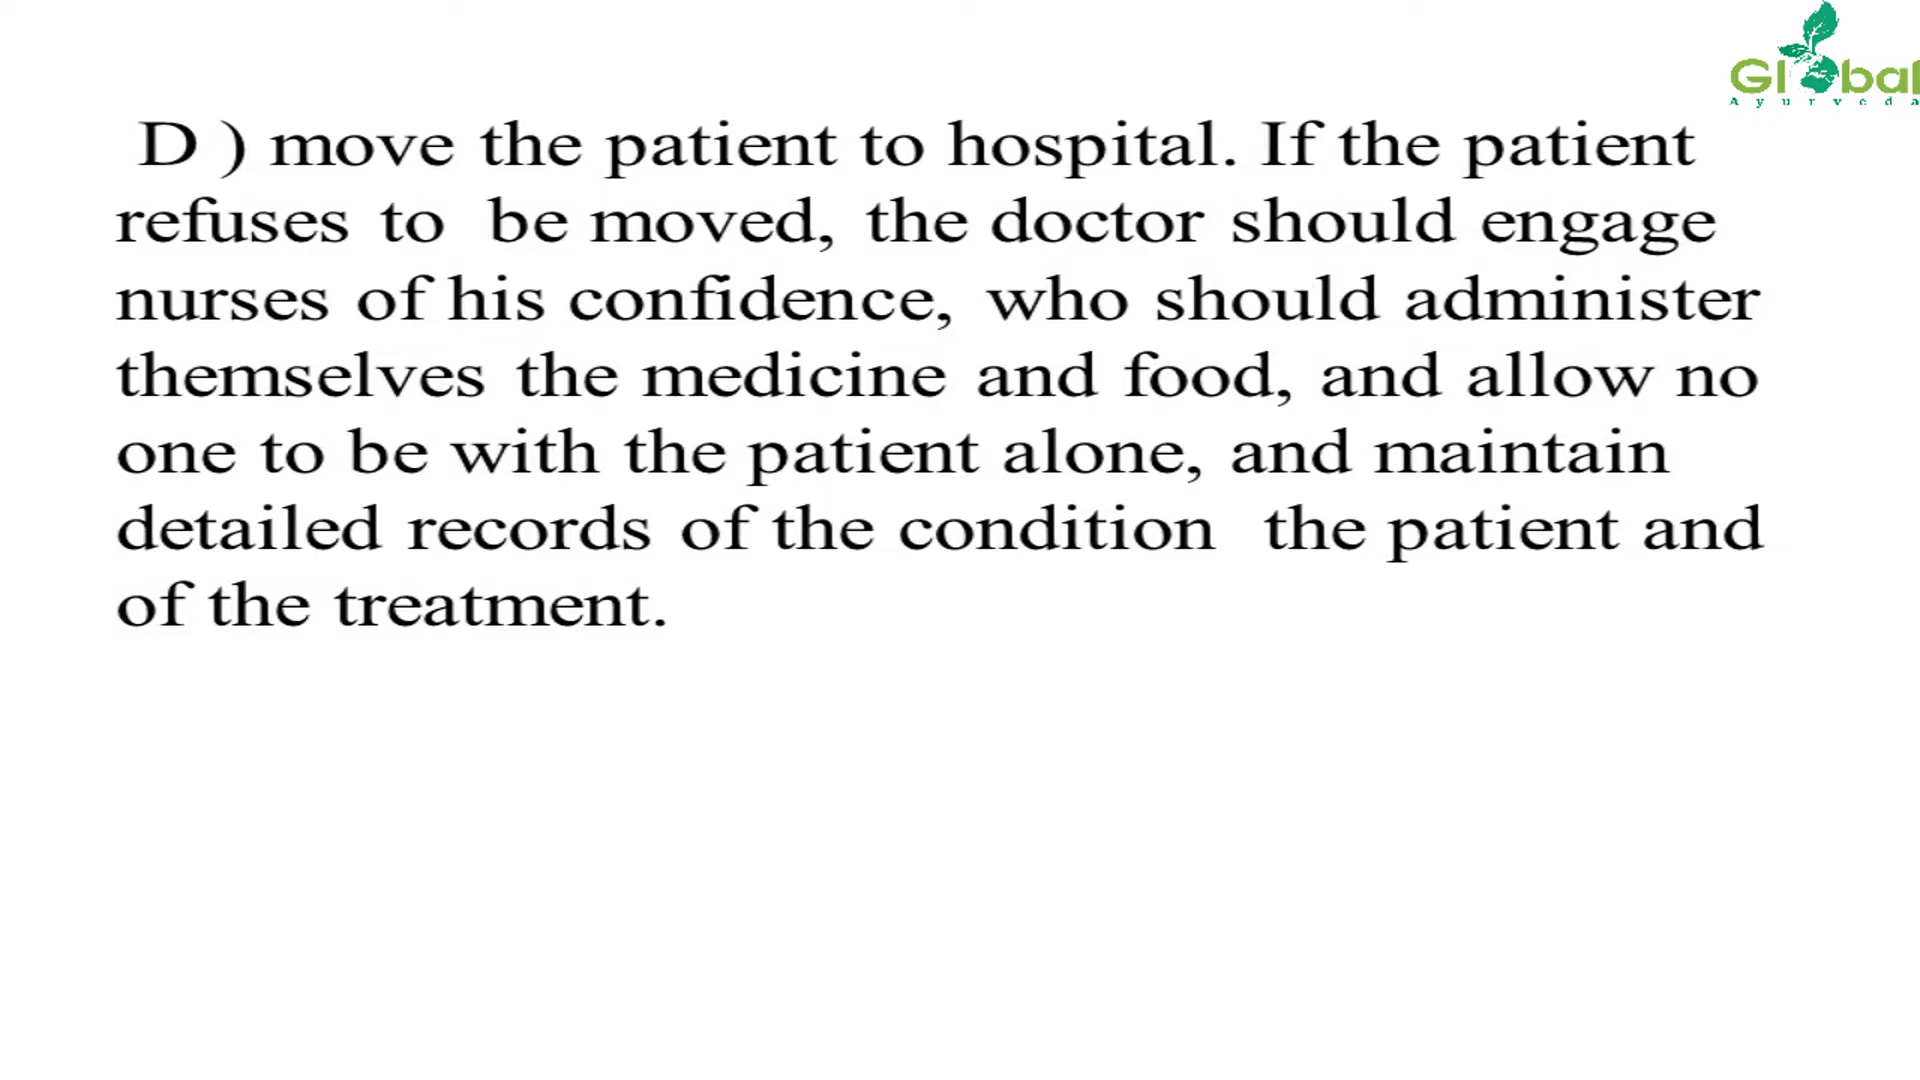 Global
Ayurveda
D ) move the patient to hospital. If the patient
refuses to be moved, the doctor should engage
nurses of his confidence, who should administer
themselves the medicine and food, and allow no
one to be with the patient alone, and maintain
detailed records of the condition the patient and
of the treatment.